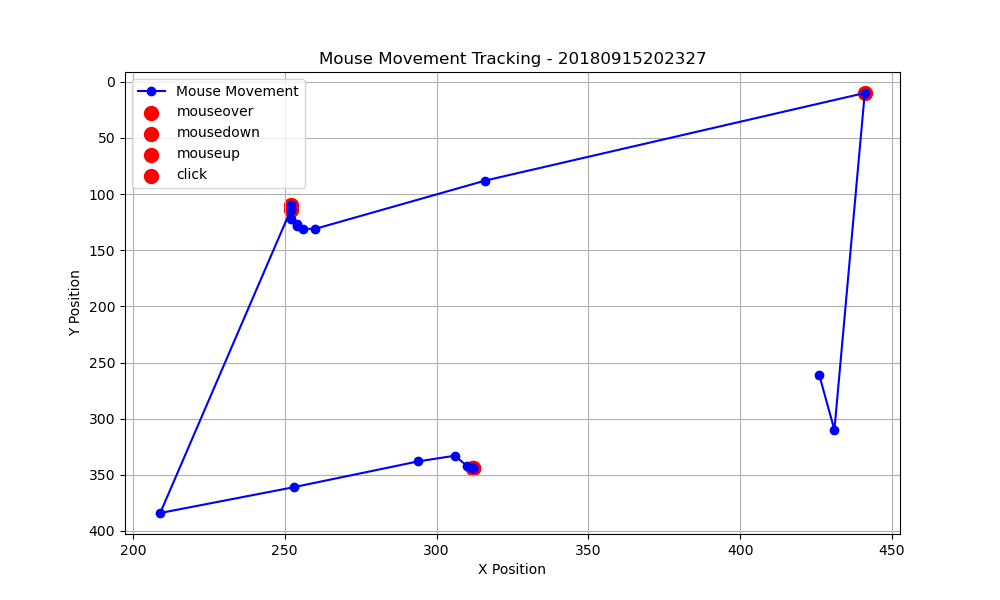 Mouse Movement Tracking - 20180915202327
Mouse Movement
mouseover
mousedown
mouseup
click
Y Position
0
50
100
150
200
250
300
350
400
200
250
300
350
400
450
X Position